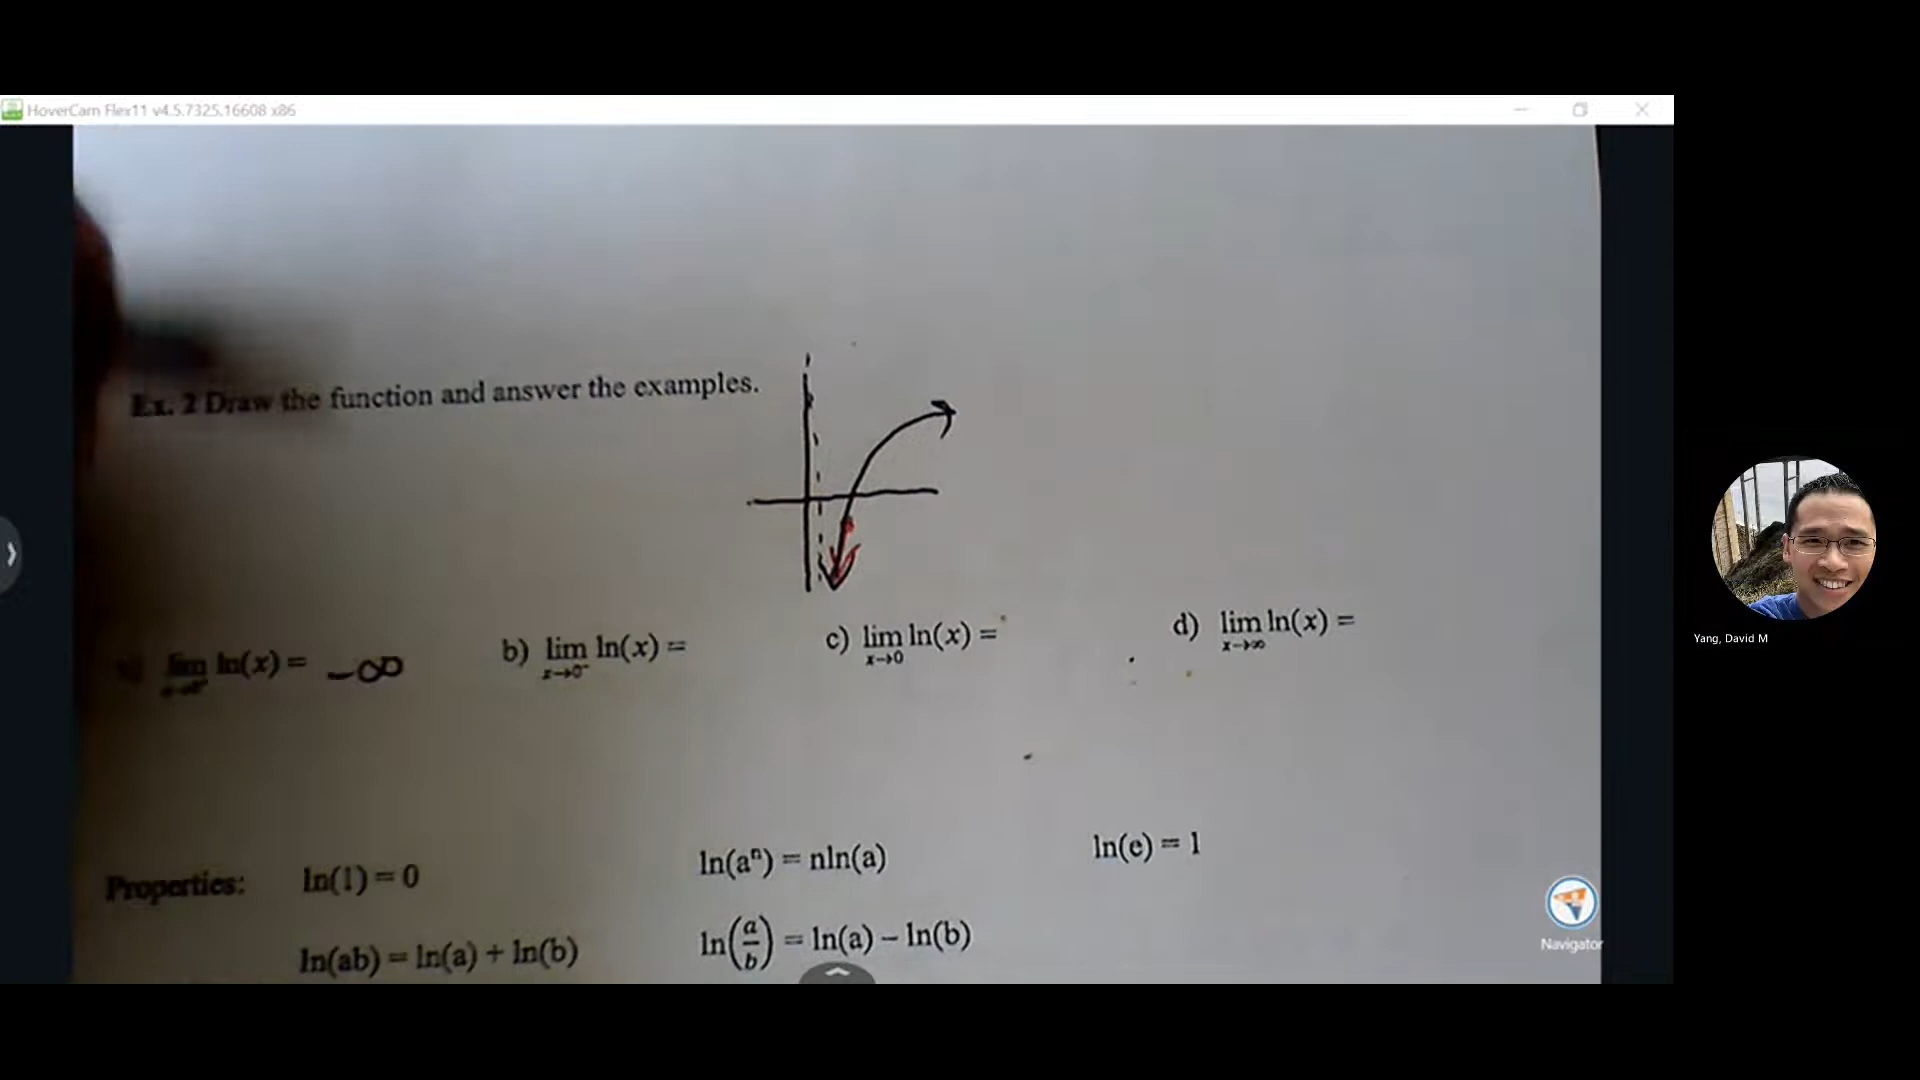 HoverCam Flex11 v4.5.7325.16608 x86
Ex. 2 Draw the function and answer the examples.
lim ln(x) = -∞ b) lim x→0⁻ ln(x) = c) lim x→0 ln(x) = d) lim x→∞ ln(x) =
Yang, David M
Properties: ln(1) = 0 ln(aⁿ) = nln(a) ln(e) = 1
ln(ab) = ln(a) + ln(b) ln(a/b) = ln(a) – ln(b)
Navigator